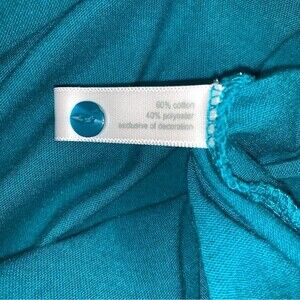 60% cotton
40% polyester
exclusive of decoration